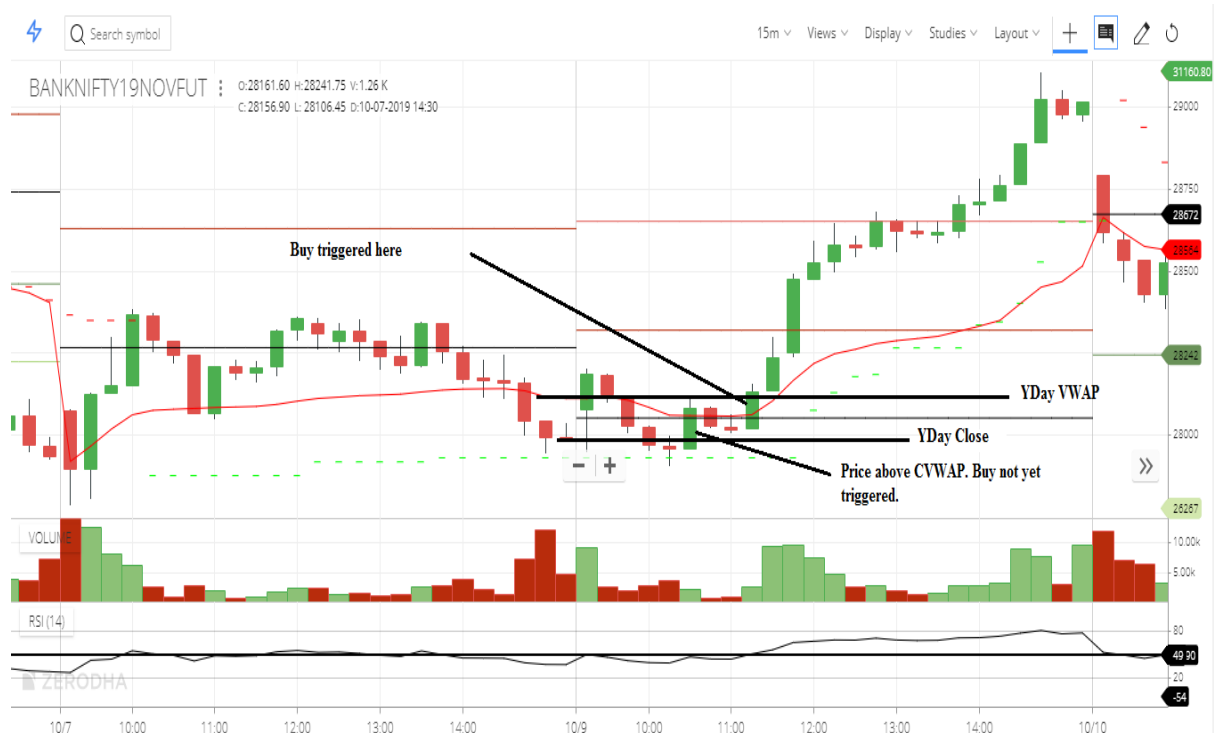 Search symbol
15m Views Display Studies Layout
BANKNIFTY19NOVFUT
O:28161.60 H:28241.75 V:1.26 K
C:28156.90 L: 28106.45 D:10-07-2019 14:30
31160.80
29000
28750
28672
28564
28500
28242
28000
26267
Buy triggered here
YDay VWAP
YDay Close
Price above CVWAP. Buy not yet
triggered.
VOLUME
10.00k
5.00k
RSI (14)
80
49.90
20
-54
ZERODHA
10/7 10:00 11:00 12:00 13:00 14:00 10/9 10:00 11:00 12:00 13:00 14:00 10/10